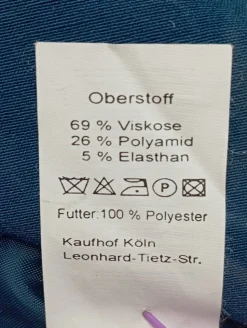 Oberstoff
69 % Viskose
26 % Polyamid
5 % Elasthan
P
Futter: 100 % Polyester
Kaufhof Köln
Leonhard-Tietz-Str.